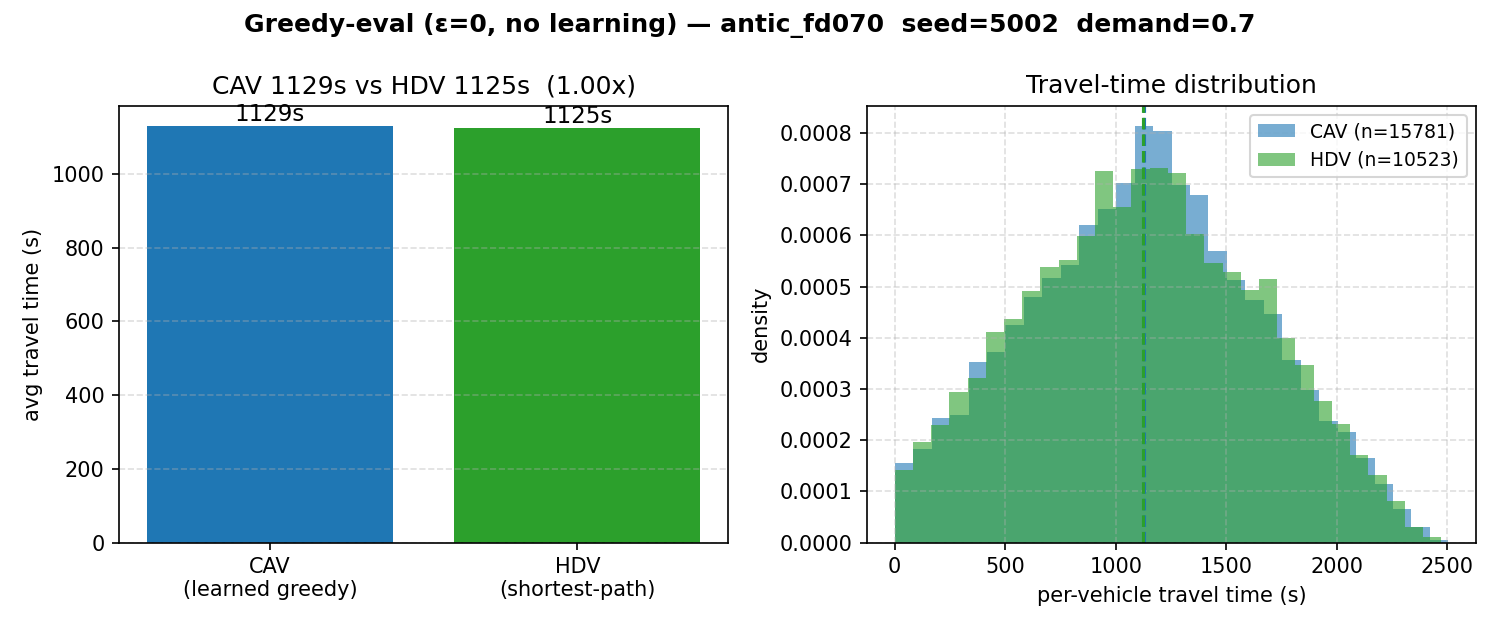 Greedy-eval (ε=0, no learning) — antic_fd070  seed=5002  demand=0.7
CAV 1129s vs HDV 1125s  (1.00x)
1129s
1125s
1000
800
600
400
200
0
avg travel time (s)
CAV
(learned greedy)
HDV
(shortest-path)
Travel-time distribution
CAV (n=15781)
HDV (n=10523)
0.0008
0.0007
0.0006
0.0005
0.0004
0.0003
0.0002
0.0001
0.0000
density
0
500
1000
1500
2000
2500
per-vehicle travel time (s)